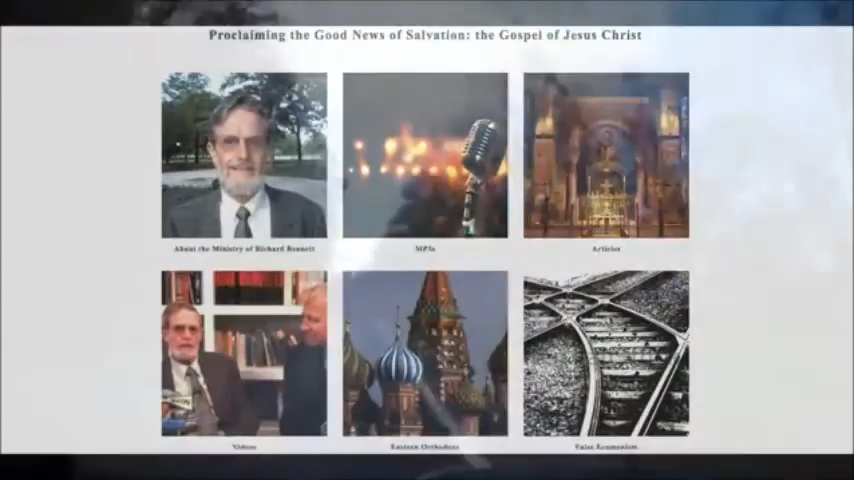 Proclaiming the Good News of Salvation: the Gospel of Jesus Christ
About the Ministry of Richard Bennett
MP3s
Articles
Videos
Eastern Orthodoxy
False Ecumenism